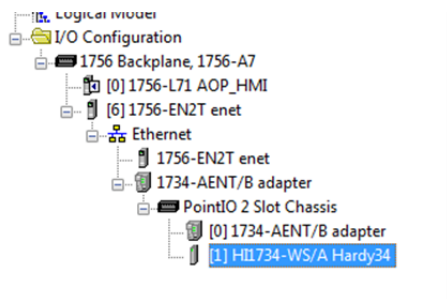 Logical Model
I/O Configuration
1756 Backplane, 1756-A7
[0] 1756-L71 AOP_HMI
[6] 1756-EN2T enet
Ethernet
1756-EN2T enet
1734-AENT/B adapter
PointIO 2 Slot Chassis
[0] 1734-AENT/B adapter
[1] HI1734-WS/A Hardy34